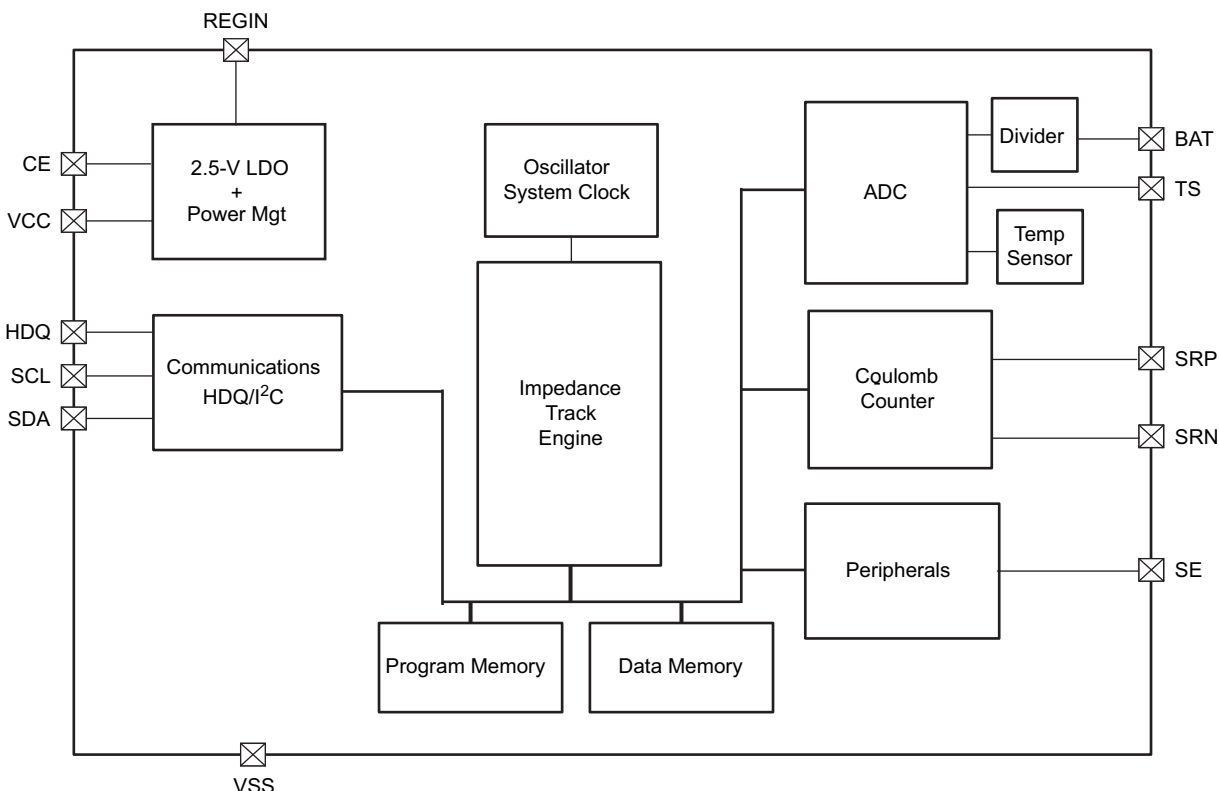 REGIN
CE
VCC
2.5-V LDO
+
Power Mgt
Oscillator
System Clock
ADC
Divider
BAT
TS
Temp
Sensor
HDQ
SCL
SDA
Communications
HDQ/I²C
Impedance
Track
Engine
Coulomb
Counter
SRP
SRN
Peripherals
SE
Program Memory
Data Memory
VSS